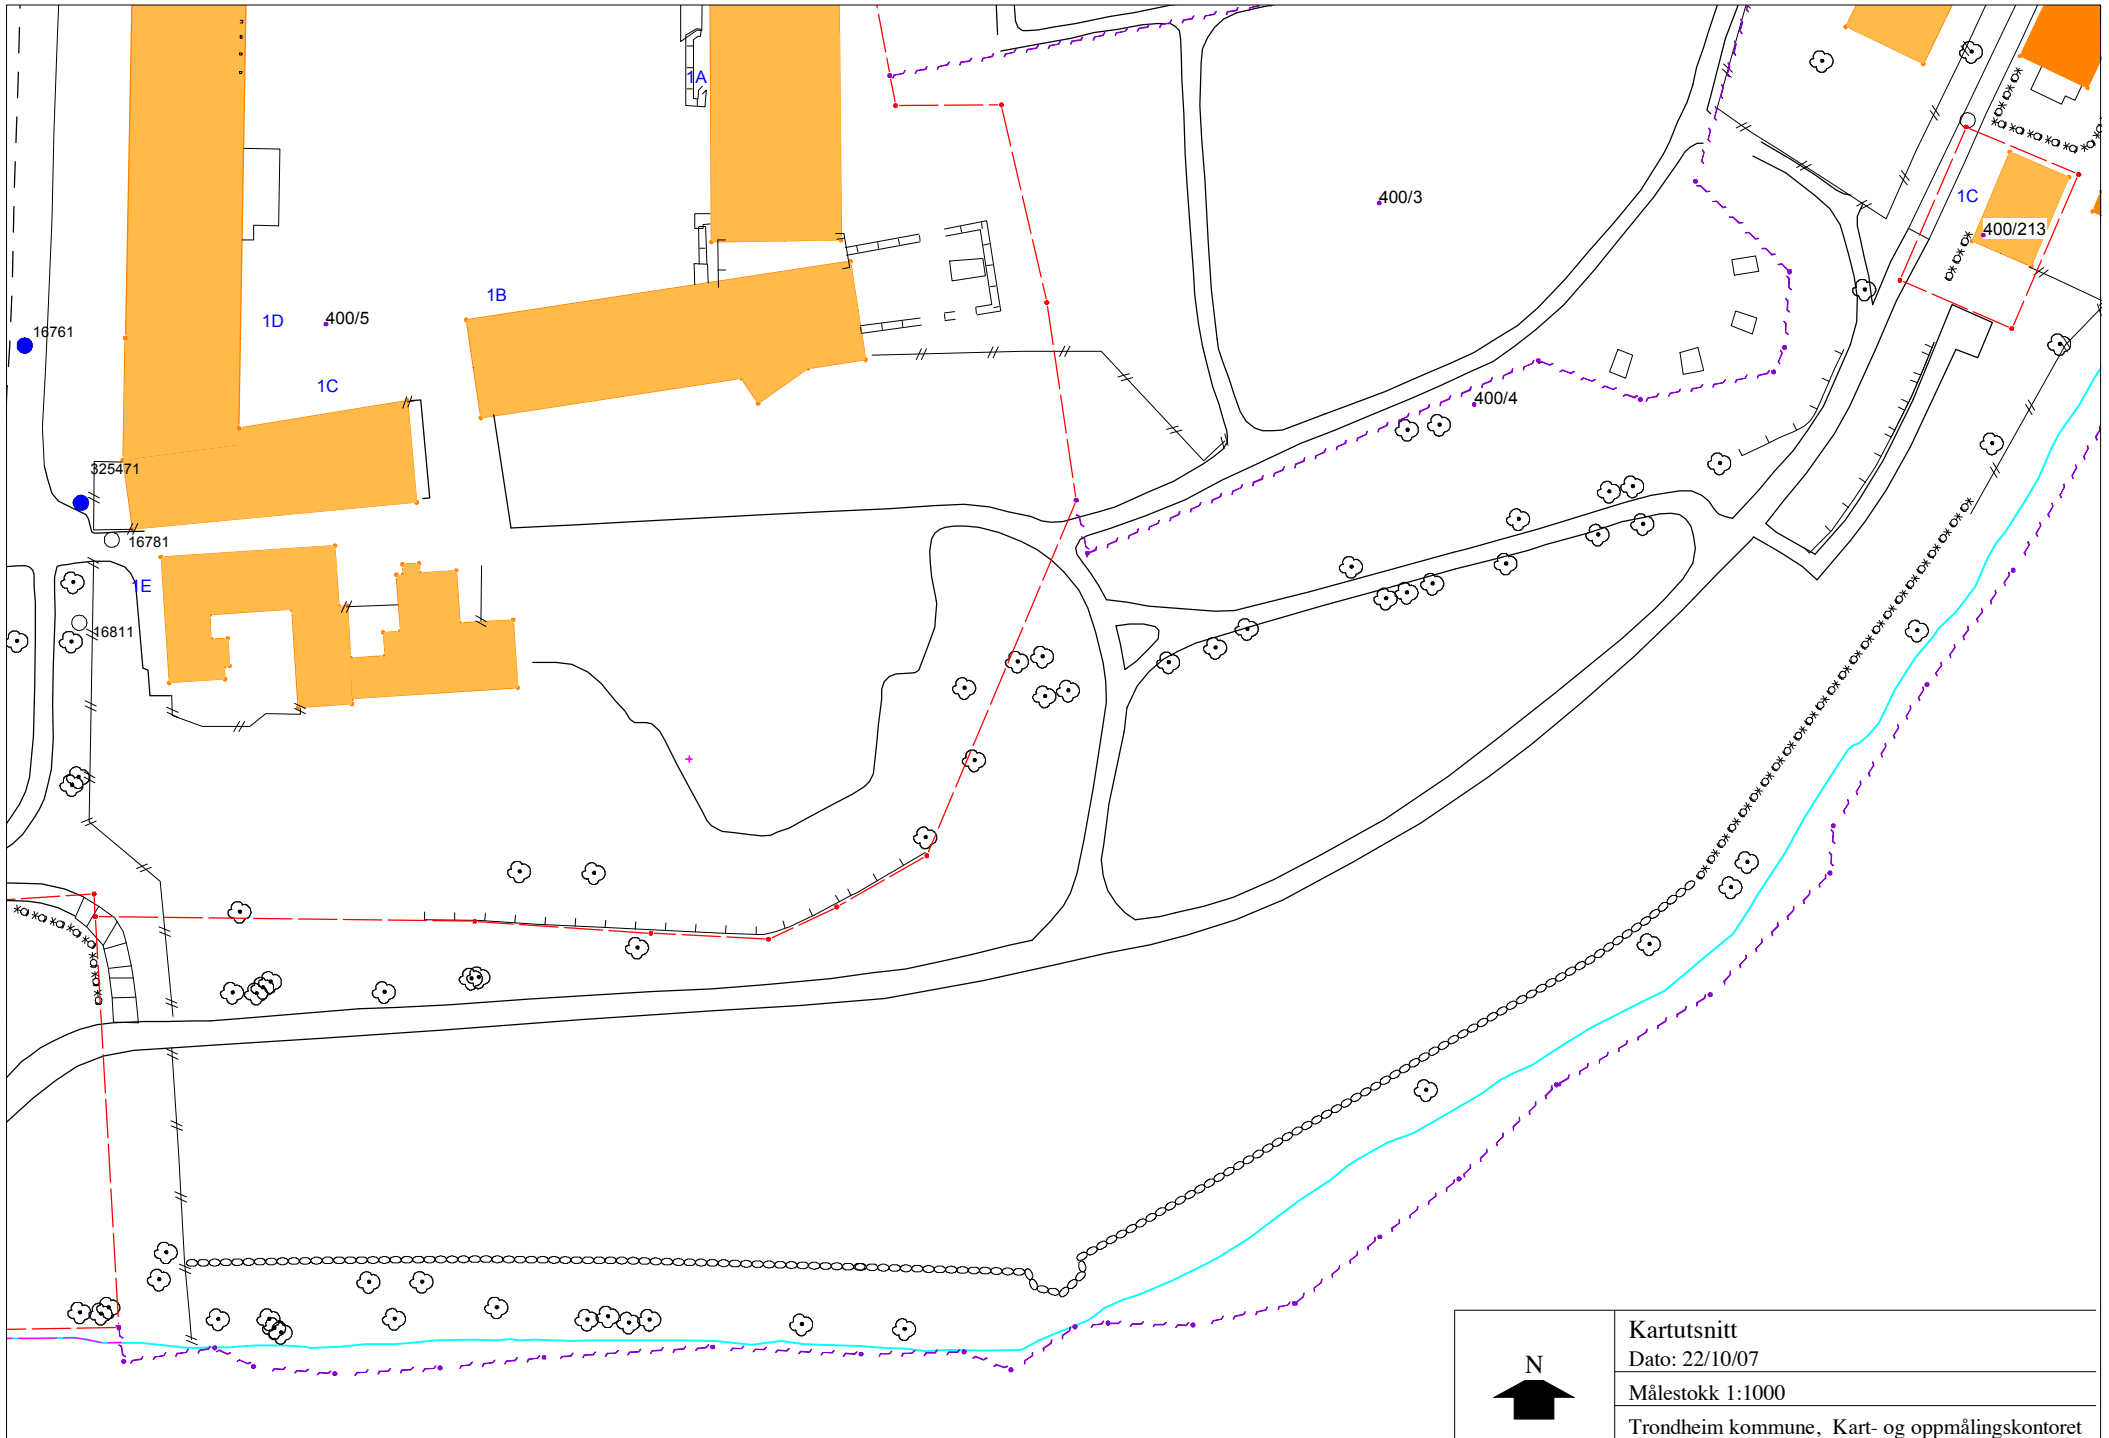 1A
400/3
1C
400/213
1B
1D
400/5
16761
1C
400/4
325471
16781
1E
16811
N
Kartutsnitt
Dato: 22/10/07
Målestokk 1:1000
Trondheim kommune, Kart- og oppmålingskontoret